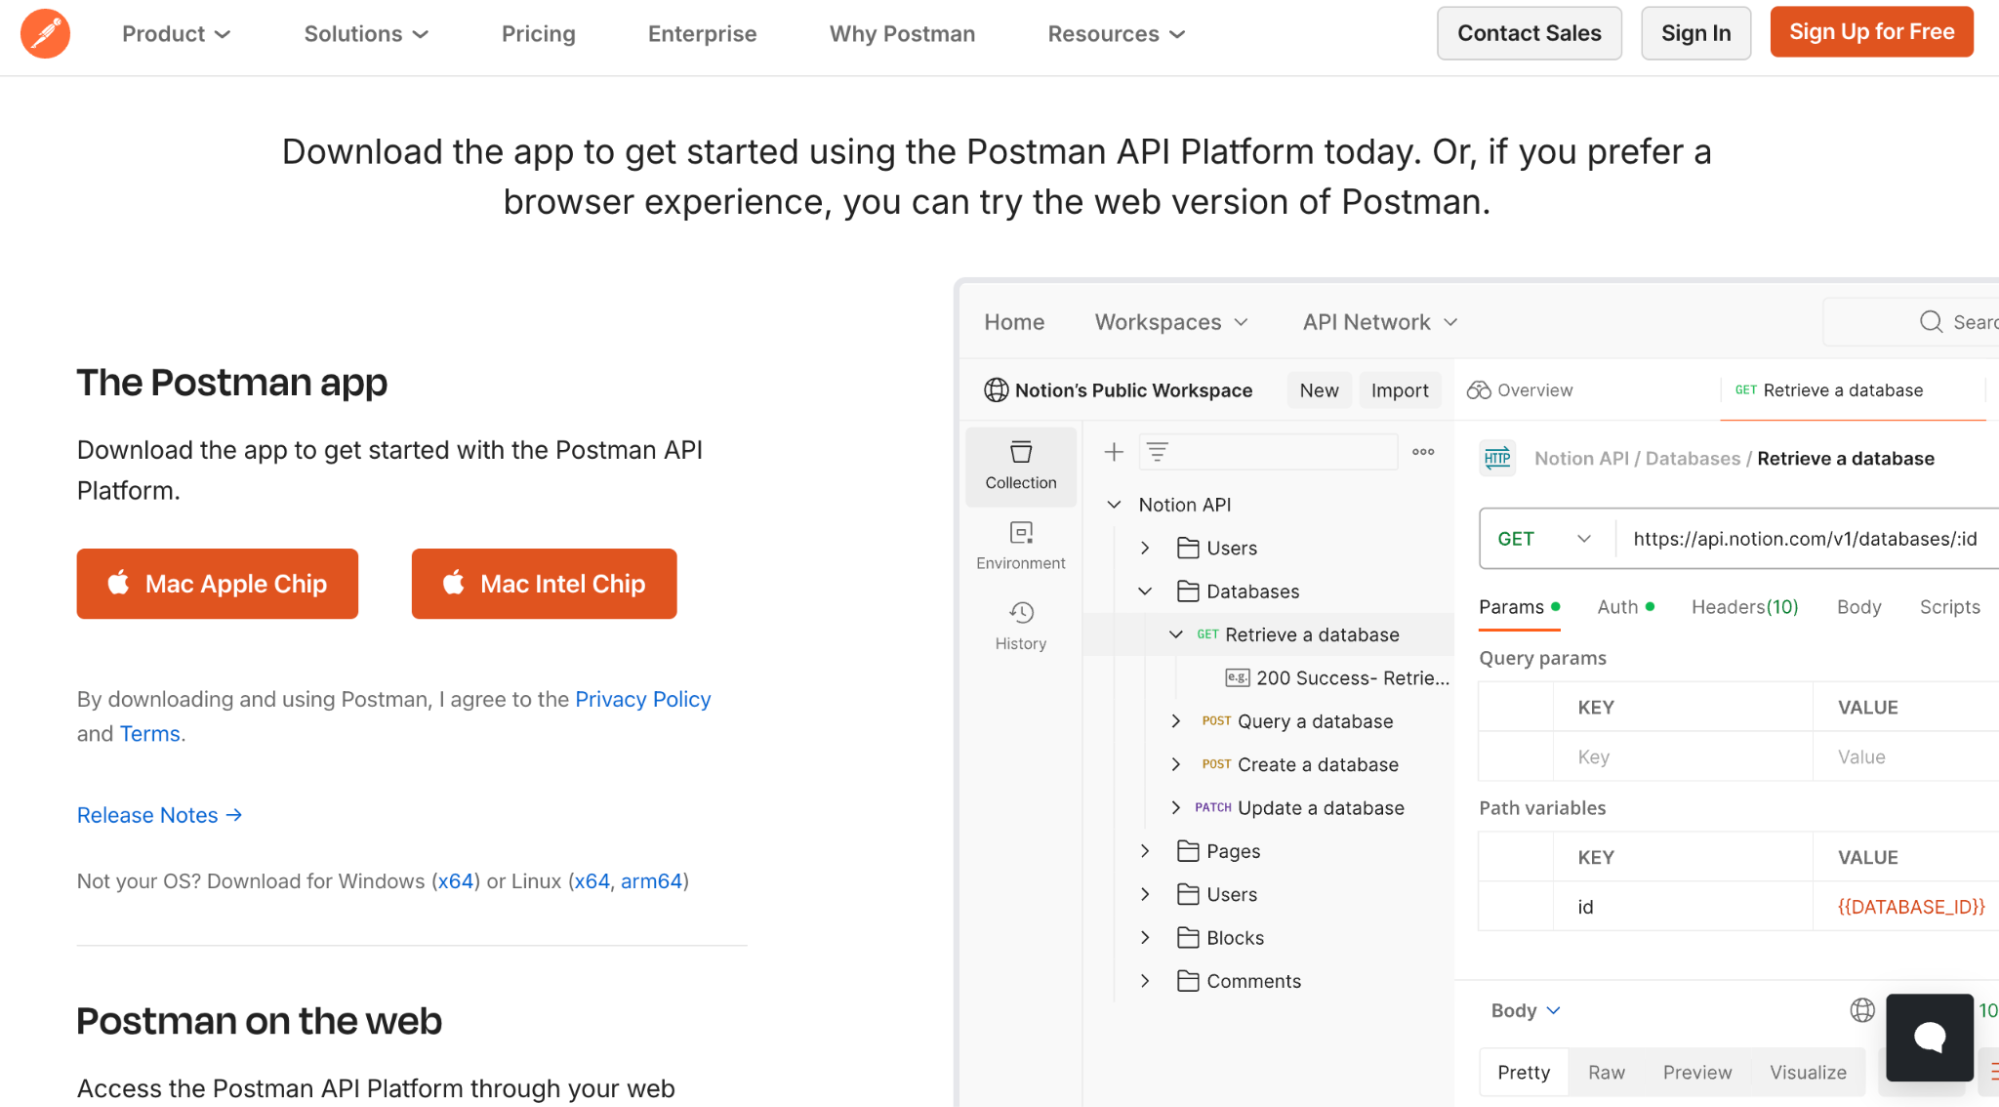 Product
Solutions
Pricing
Enterprise
Why Postman
Resources
Contact Sales
Sign In
Sign Up for Free
Download the app to get started using the Postman API Platform today. Or, if you prefer a
browser experience, you can try the web version of Postman.
The Postman app
Download the app to get started with the Postman API
Platform.
Mac Apple Chip
Mac Intel Chip
By downloading and using Postman, I agree to the Privacy Policy
and Terms.
Release Notes →
Not your OS? Download for Windows (x64) or Linux (x64, arm64)
Postman on the web
Access the Postman API Platform through your web
Home
Workspaces
API Network
Searc
Notion's Public Workspace
New
Import
Overview
GET Retrieve a database
Collection
Environment
History
Notion API
Users
Databases
GET Retrieve a database
e.g. 200 Success- Retrie...
POST Query a database
POST Create a database
PATCH Update a database
Pages
Users
Blocks
Comments
HTTP Notion API / Databases / Retrieve a database
GET https://api.notion.com/v1/databases/:id
Params
Auth
Headers(10)
Body
Scripts
Query params
KEY VALUE
Key Value
Path variables
KEY VALUE
id {{DATABASE_ID}}
Body
10
Pretty
Raw
Preview
Visualize